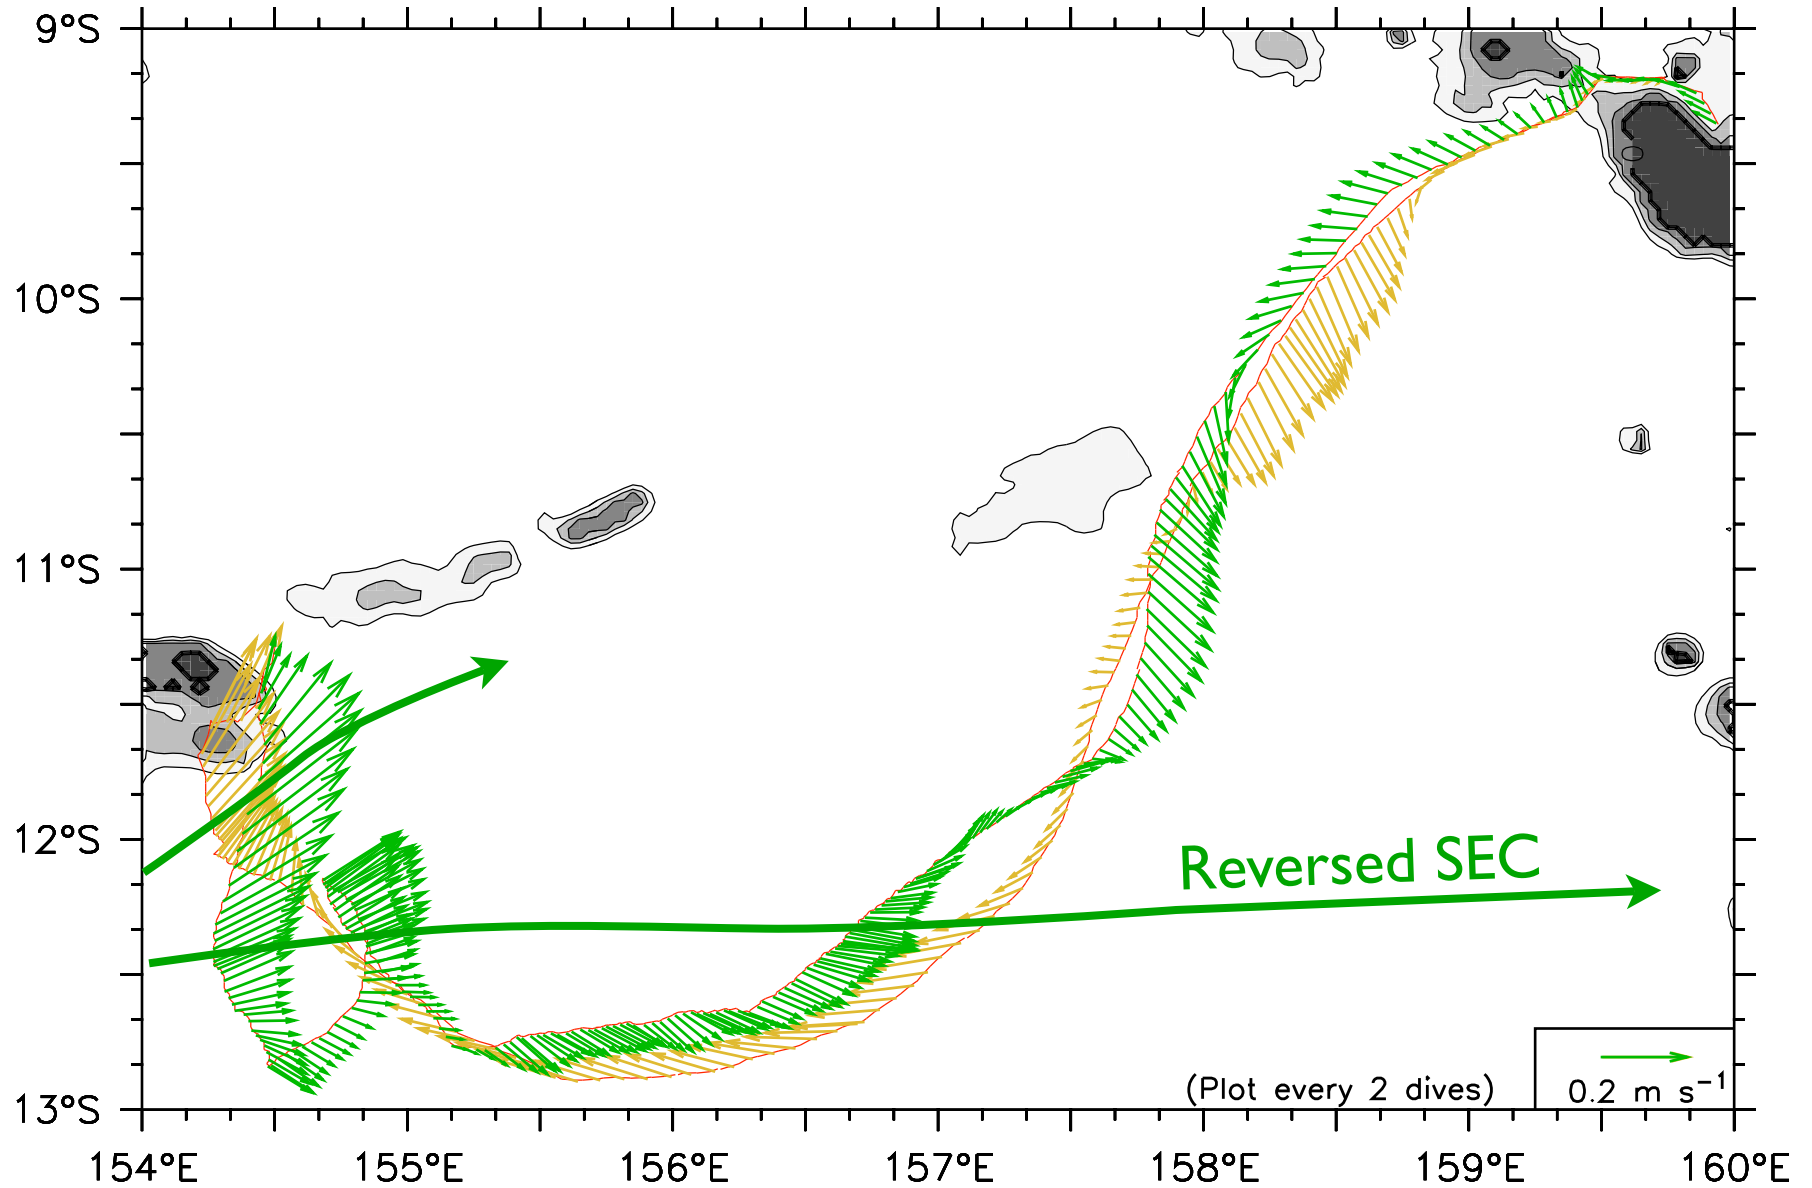 9°S
10°S
11°S
12°S
13°S
Reversed SEC
(Plot every 2 dives)
0.2 m s⁻¹
154°E 155°E 156°E 157°E 158°E 159°E 160°E